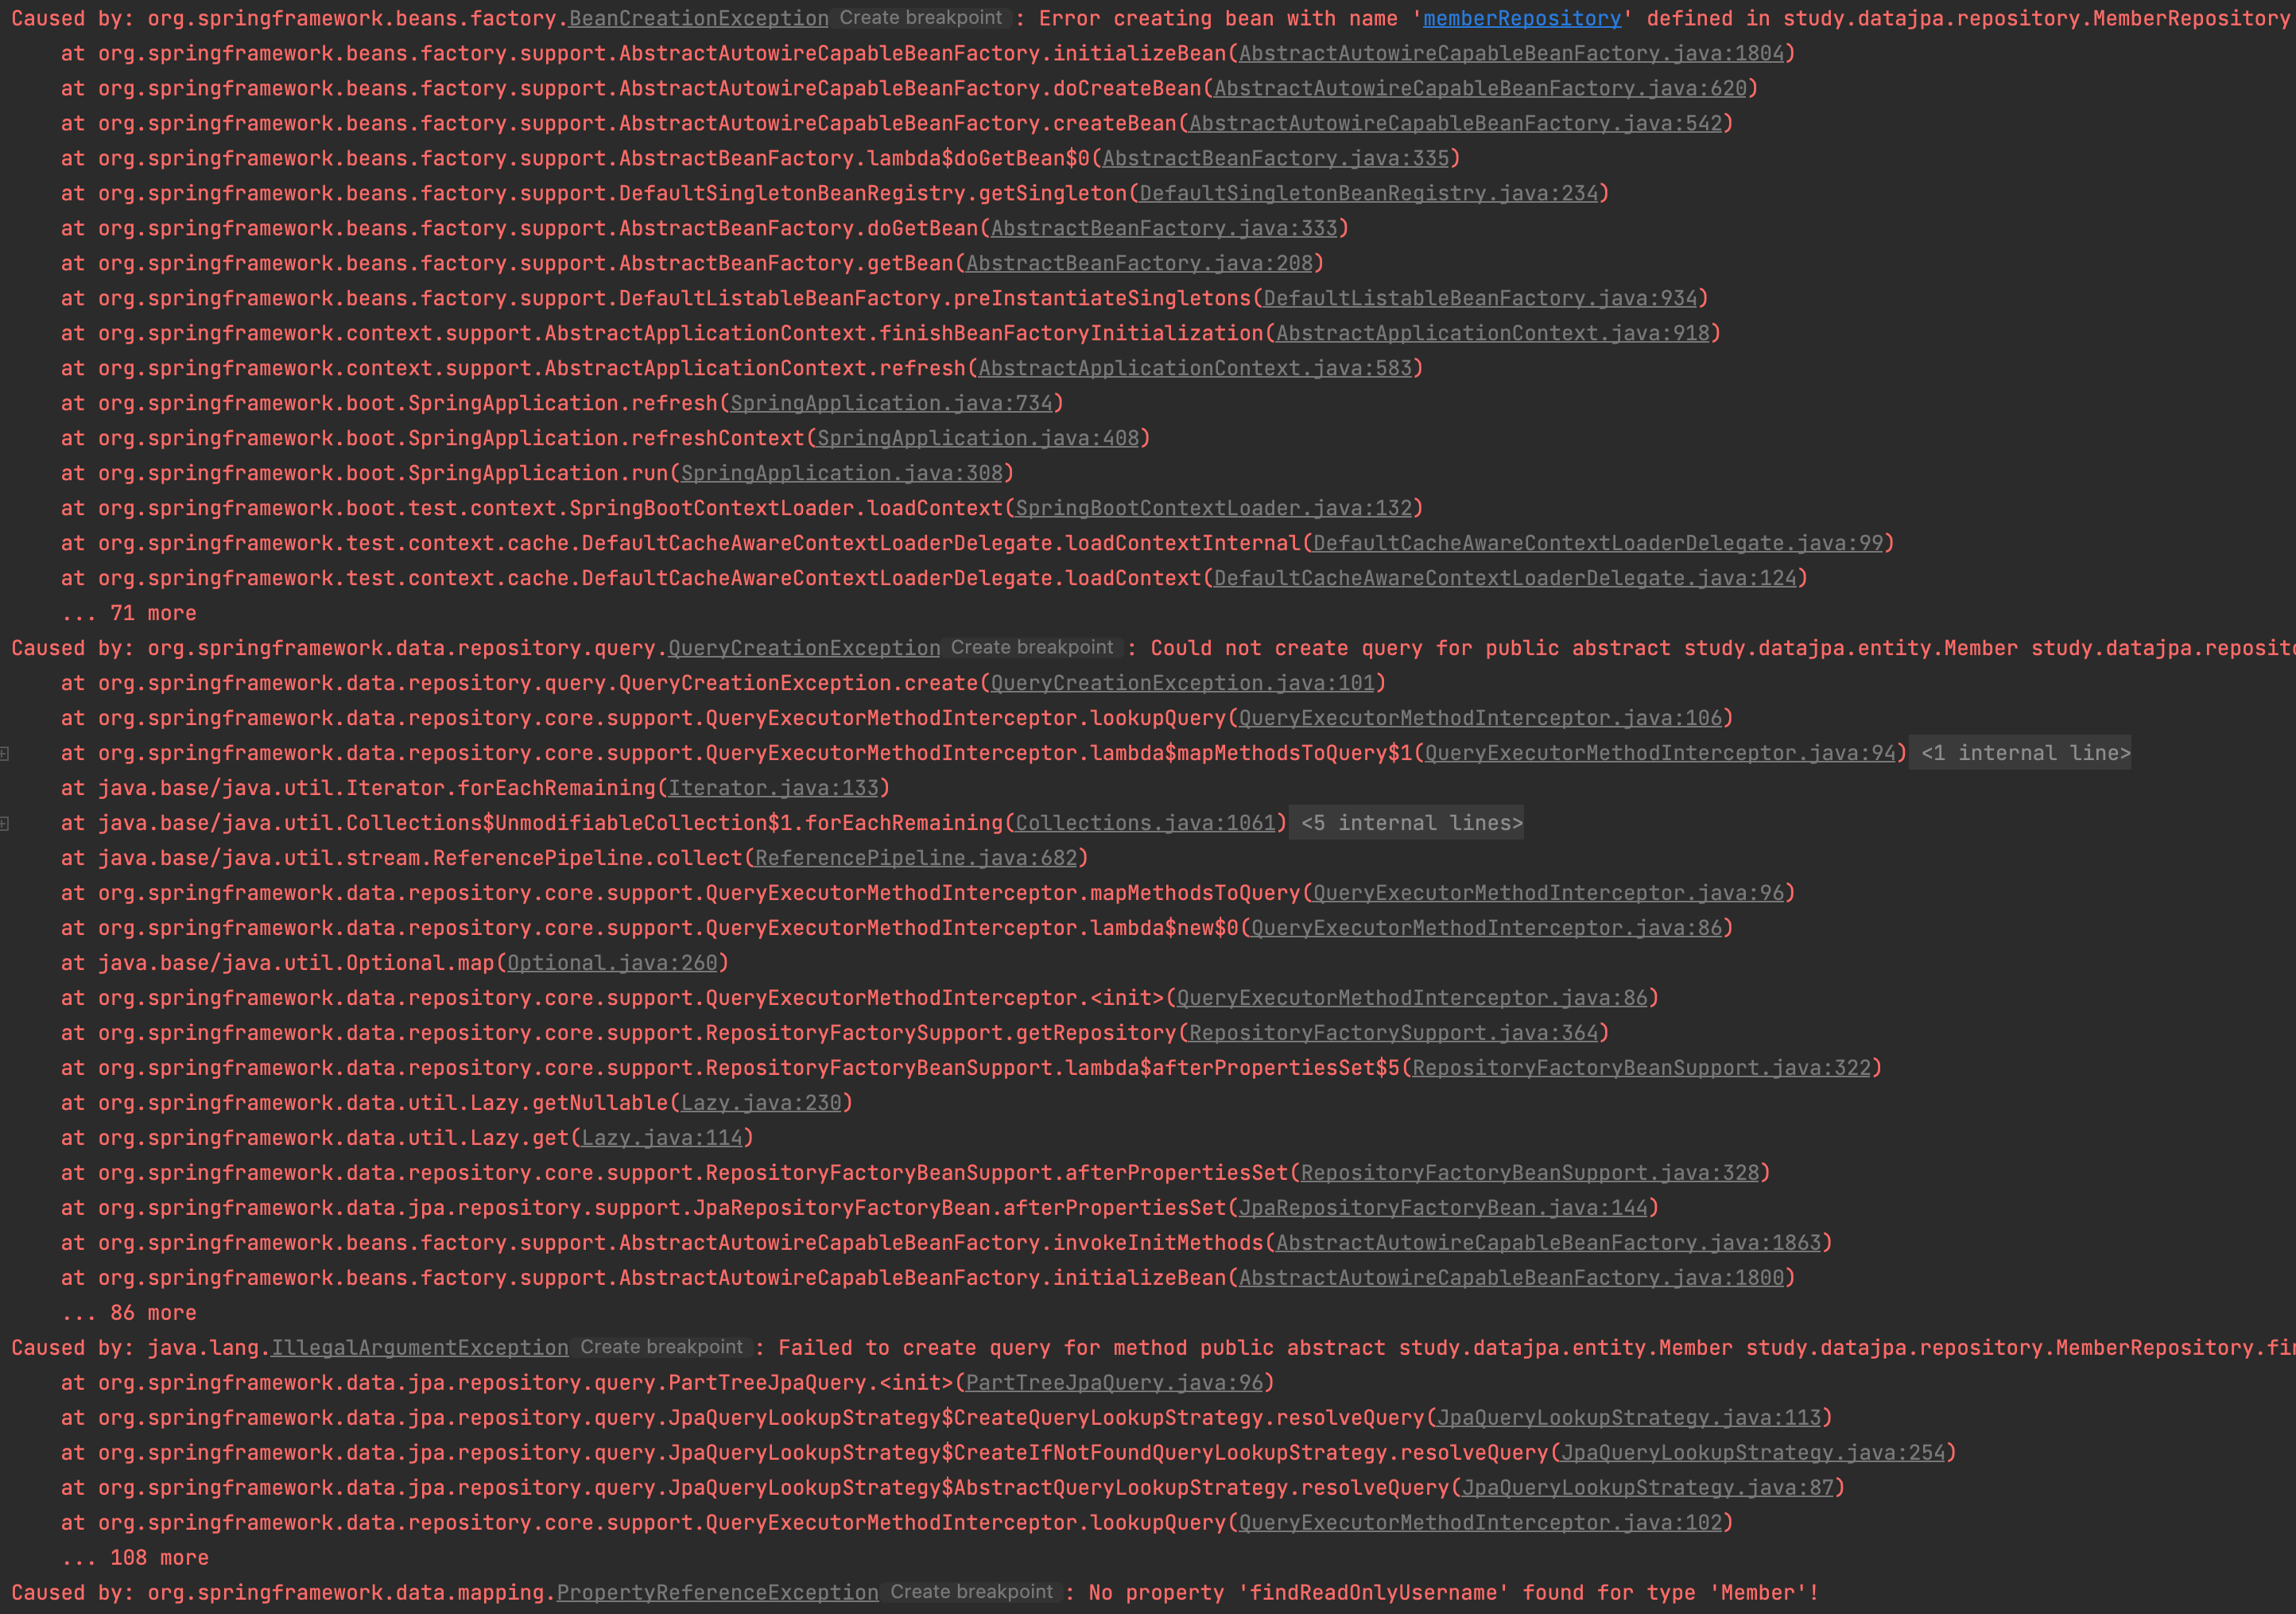 Caused by: org.springframework.beans.factory.BeanCreationException Create breakpoint : Error creating bean with name 'memberRepository' defined in study.datajpa.repository.MemberRepository
at org.springframework.beans.factory.support.AbstractAutowireCapableBeanFactory.initializeBean(AbstractAutowireCapableBeanFactory.java:1804)
at org.springframework.beans.factory.support.AbstractAutowireCapableBeanFactory.doCreateBean(AbstractAutowireCapableBeanFactory.java:620)
at org.springframework.beans.factory.support.AbstractAutowireCapableBeanFactory.createBean(AbstractAutowireCapableBeanFactory.java:542)
at org.springframework.beans.factory.support.AbstractBeanFactory.lambda$doGetBean$0(AbstractBeanFactory.java:335)
at org.springframework.beans.factory.support.DefaultSingletonBeanRegistry.getSingleton(DefaultSingletonBeanRegistry.java:234)
at org.springframework.beans.factory.support.AbstractBeanFactory.doGetBean(AbstractBeanFactory.java:333)
at org.springframework.beans.factory.support.AbstractBeanFactory.getBean(AbstractBeanFactory.java:208)
at org.springframework.beans.factory.support.DefaultListableBeanFactory.preInstantiateSingletons(DefaultListableBeanFactory.java:934)
at org.springframework.context.support.AbstractApplicationContext.finishBeanFactoryInitialization(AbstractApplicationContext.java:918)
at org.springframework.context.support.AbstractApplicationContext.refresh(AbstractApplicationContext.java:583)
at org.springframework.boot.SpringApplication.refresh(SpringApplication.java:734)
at org.springframework.boot.SpringApplication.refreshContext(SpringApplication.java:408)
at org.springframework.boot.SpringApplication.run(SpringApplication.java:308)
at org.springframework.boot.test.context.SpringBootContextLoader.loadContext(SpringBootContextLoader.java:132)
at org.springframework.test.context.cache.DefaultCacheAwareContextLoaderDelegate.loadContextInternal(DefaultCacheAwareContextLoaderDelegate.java:99)
at org.springframework.test.context.cache.DefaultCacheAwareContextLoaderDelegate.loadContext(DefaultCacheAwareContextLoaderDelegate.java:124)
... 71 more
Caused by: org.springframework.data.repository.query.QueryCreationException Create breakpoint : Could not create query for public abstract study.datajpa.entity.Member study.datajpa.reposit
at org.springframework.data.repository.query.QueryCreationException.create(QueryCreationException.java:101)
at org.springframework.data.repository.core.support.QueryExecutorMethodInterceptor.lookupQuery(QueryExecutorMethodInterceptor.java:106)
at org.springframework.data.repository.core.support.QueryExecutorMethodInterceptor.lambda$mapMethodsToQuery$1(QueryExecutorMethodInterceptor.java:94) <1 internal line>
at java.base/java.util.Iterator.forEachRemaining(Iterator.java:133)
at java.base/java.util.Collections$UnmodifiableCollection$1.forEachRemaining(Collections.java:1061) <5 internal lines>
at java.base/java.util.stream.ReferencePipeline.collect(ReferencePipeline.java:682)
at org.springframework.data.repository.core.support.QueryExecutorMethodInterceptor.mapMethodsToQuery(QueryExecutorMethodInterceptor.java:96)
at org.springframework.data.repository.core.support.QueryExecutorMethodInterceptor.lambda$new$0(QueryExecutorMethodInterceptor.java:86)
at java.base/java.util.Optional.map(Optional.java:260)
at org.springframework.data.repository.core.support.QueryExecutorMethodInterceptor.<init>(QueryExecutorMethodInterceptor.java:86)
at org.springframework.data.repository.core.support.RepositoryFactorySupport.getRepository(RepositoryFactorySupport.java:364)
at org.springframework.data.repository.core.support.RepositoryFactoryBeanSupport.lambda$afterPropertiesSet$5(RepositoryFactoryBeanSupport.java:322)
at org.springframework.data.util.Lazy.getNullable(Lazy.java:230)
at org.springframework.data.util.Lazy.get(Lazy.java:114)
at org.springframework.data.repository.core.support.RepositoryFactoryBeanSupport.afterPropertiesSet(RepositoryFactoryBeanSupport.java:328)
at org.springframework.data.jpa.repository.support.JpaRepositoryFactoryBean.afterPropertiesSet(JpaRepositoryFactoryBean.java:144)
at org.springframework.beans.factory.support.AbstractAutowireCapableBeanFactory.invokeInitMethods(AbstractAutowireCapableBeanFactory.java:1863)
at org.springframework.beans.factory.support.AbstractAutowireCapableBeanFactory.initializeBean(AbstractAutowireCapableBeanFactory.java:1800)
... 86 more
Caused by: java.lang.IllegalArgumentException Create breakpoint : Failed to create query for method public abstract study.datajpa.entity.Member study.datajpa.repository.MemberRepository.fi
at org.springframework.data.jpa.repository.query.PartTreeJpaQuery.<init>(PartTreeJpaQuery.java:96)
at org.springframework.data.jpa.repository.query.JpaQueryLookupStrategy$CreateQueryLookupStrategy.resolveQuery(JpaQueryLookupStrategy.java:113)
at org.springframework.data.jpa.repository.query.JpaQueryLookupStrategy$CreateIfNotFoundQueryLookupStrategy.resolveQuery(JpaQueryLookupStrategy.java:254)
at org.springframework.data.jpa.repository.query.JpaQueryLookupStrategy$AbstractQueryLookupStrategy.resolveQuery(JpaQueryLookupStrategy.java:87)
at org.springframework.data.repository.core.support.QueryExecutorMethodInterceptor.lookupQuery(QueryExecutorMethodInterceptor.java:102)
... 108 more
Caused by: org.springframework.data.mapping.PropertyReferenceException Create breakpoint : No property 'findReadOnlyUsername' found for type 'Member'!